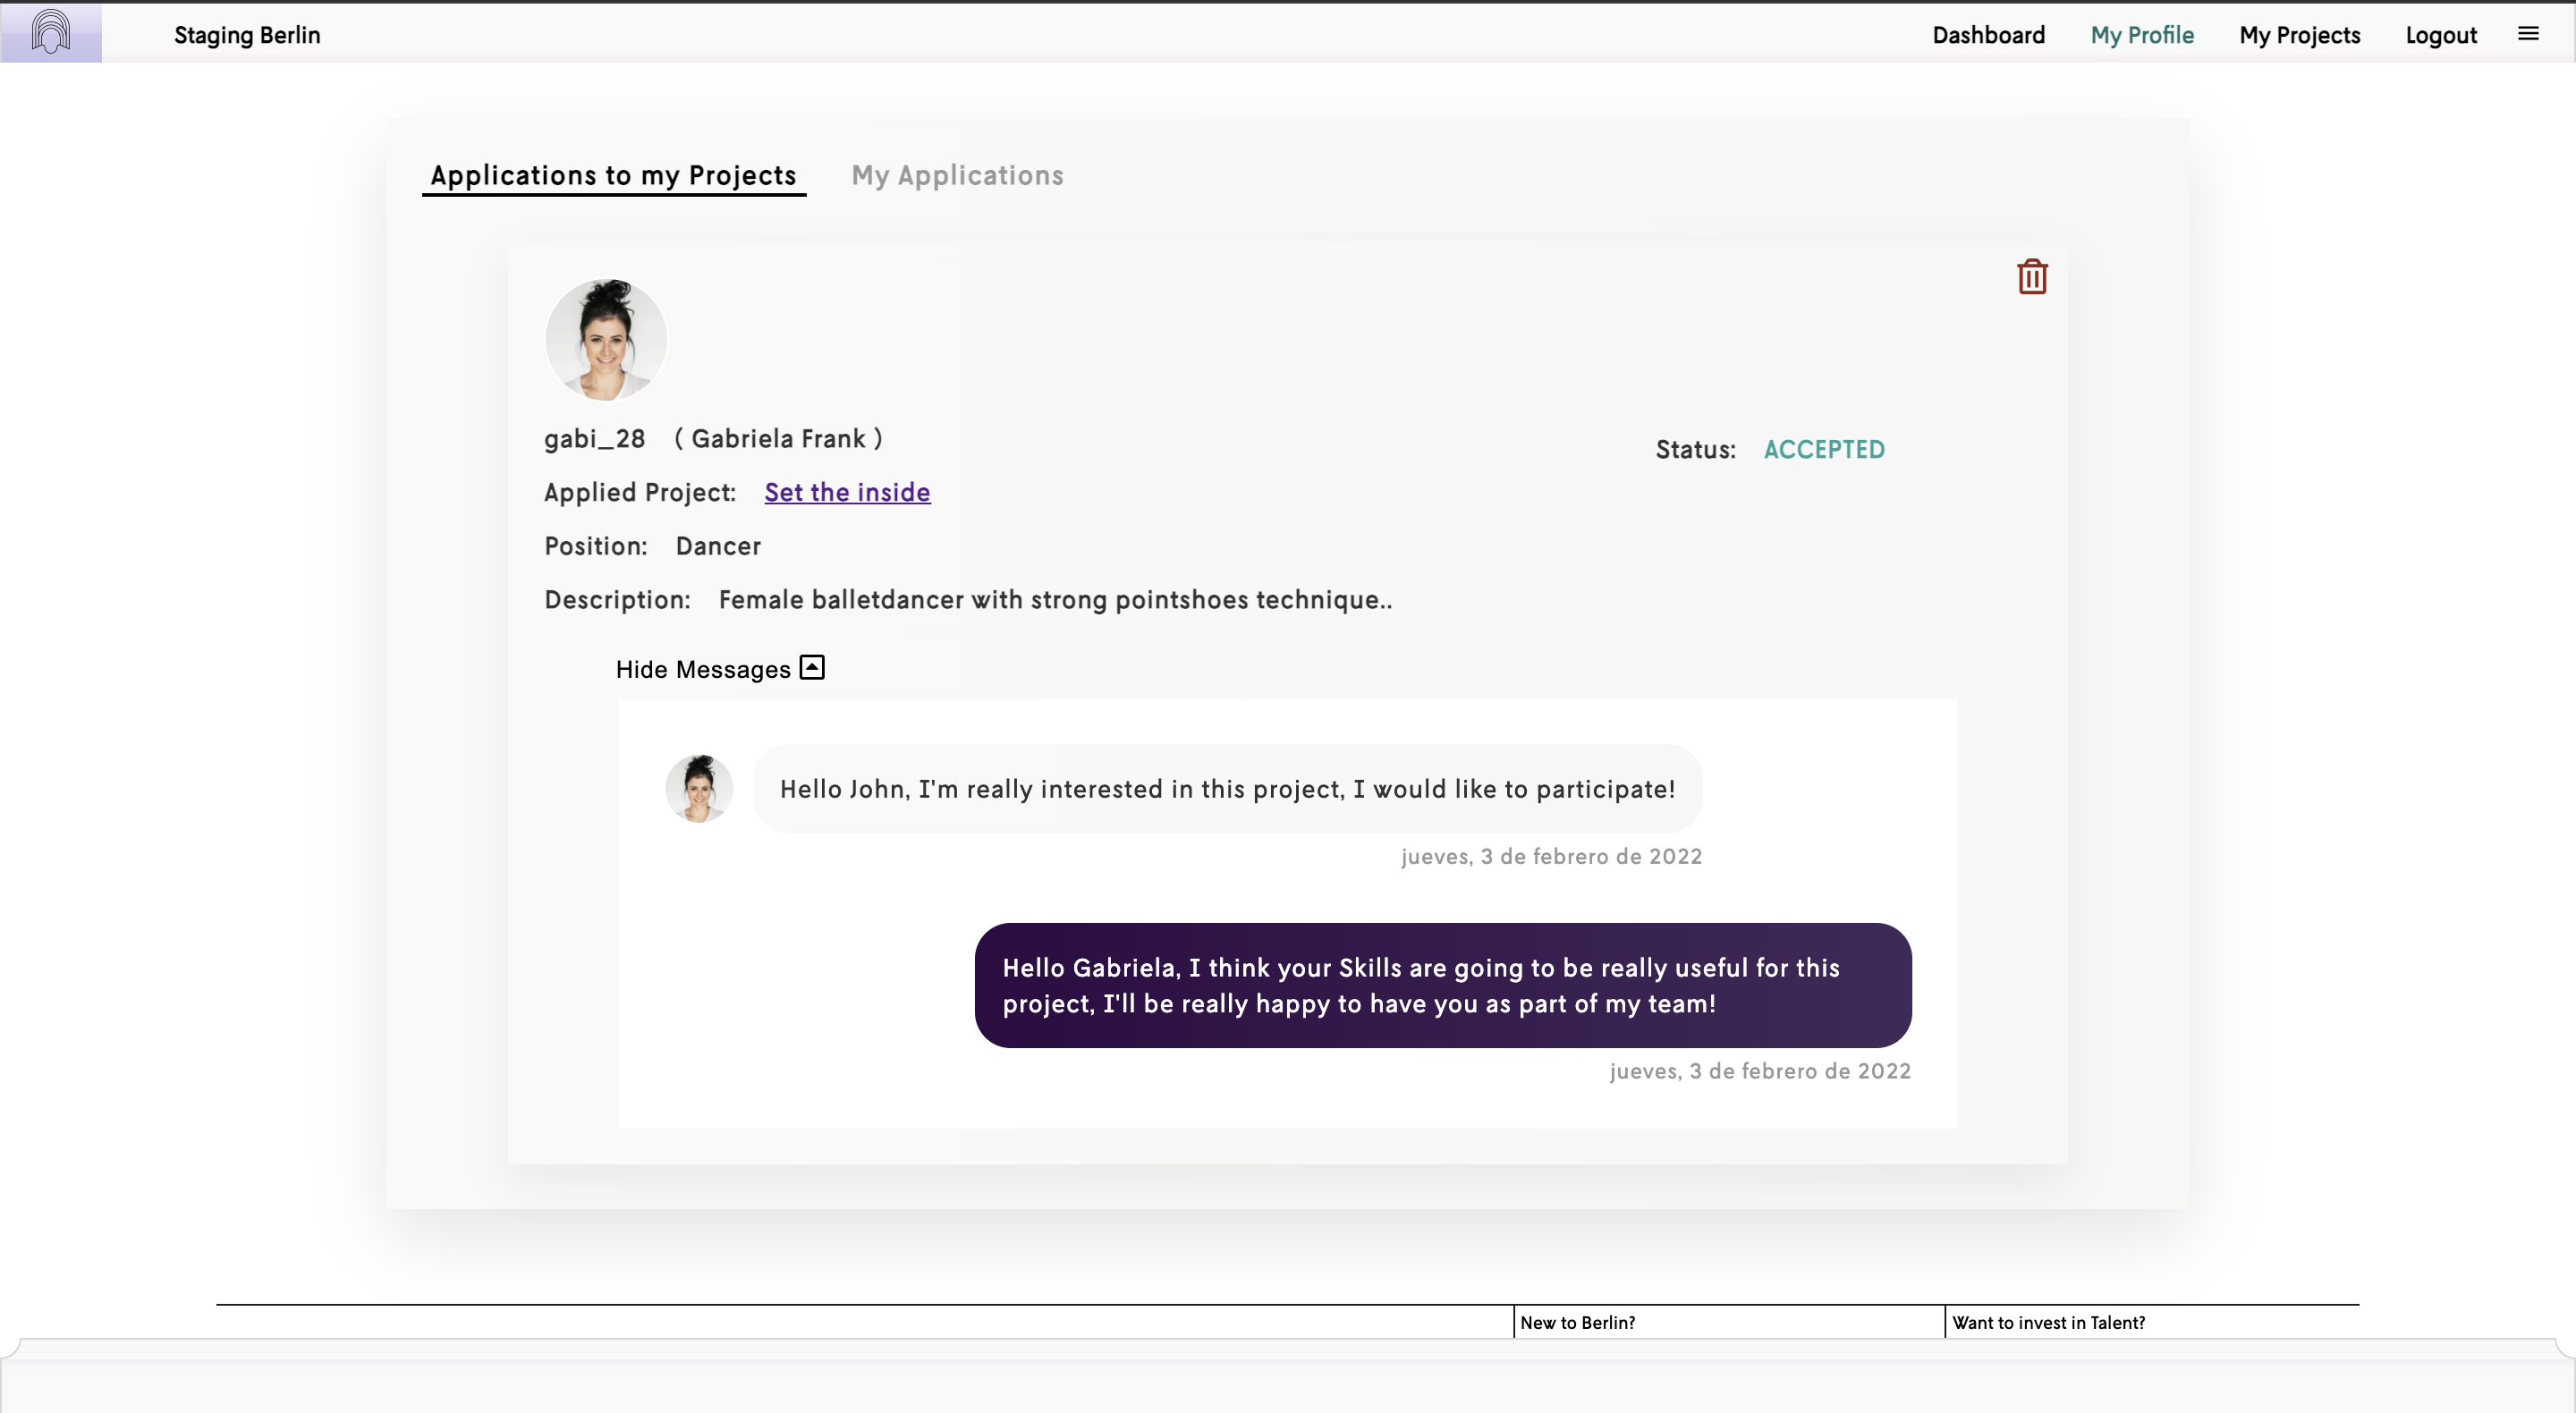 Staging Berlin
Dashboard
My Profile
My Projects
Logout
Applications to my Projects
My Applications
gabi_28 ( Gabriela Frank )
Status: ACCEPTED
Applied Project: Set the inside
Position: Dancer
Description: Female balletdancer with strong pointshoes technique..
Hide Messages
Hello John, I'm really interested in this project, I would like to participate!
jueves, 3 de febrero de 2022
Hello Gabriela, I think your Skills are going to be really useful for this
project, I'll be really happy to have you as part of my team!
jueves, 3 de febrero de 2022
New to Berlin?
Want to invest in Talent?